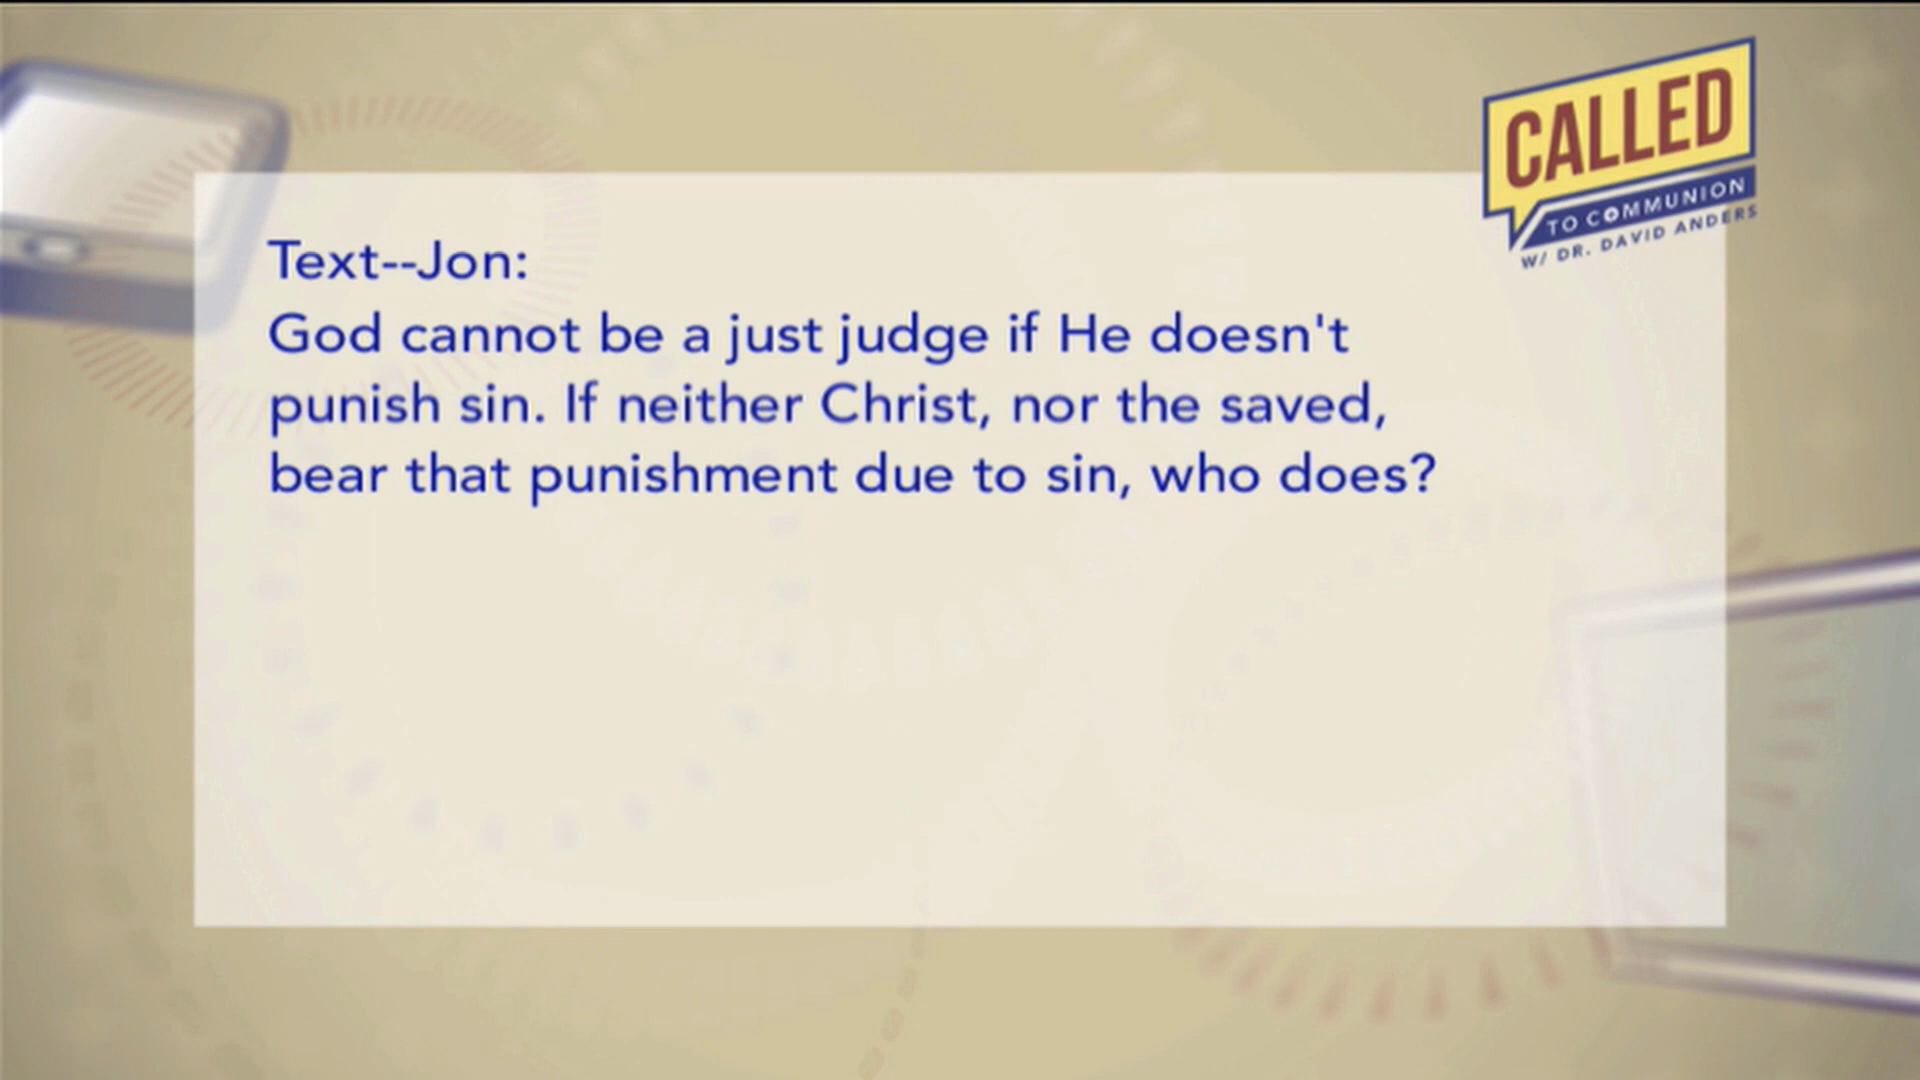 CALLED
TO COMMUNION
W/ DR. DAVID ANDERS
Text--Jon:
God cannot be a just judge if He doesn't
punish sin. If neither Christ, nor the saved,
bear that punishment due to sin, who does?